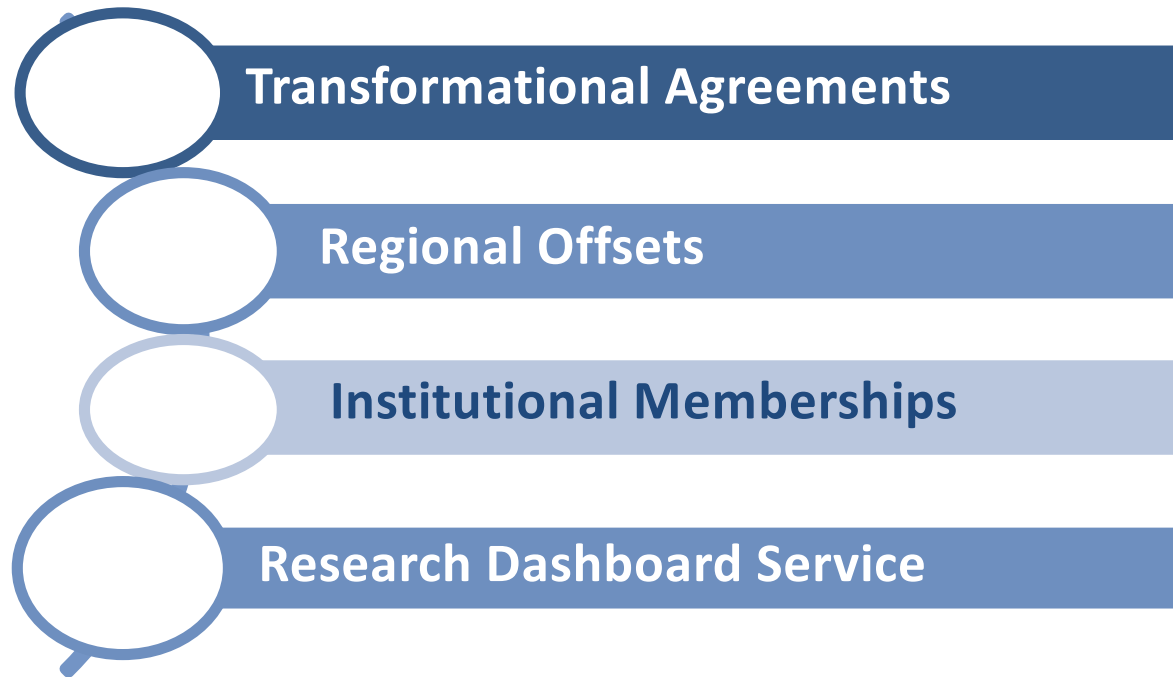 Transformational Agreements
Regional Offsets
Institutional Memberships
Research Dashboard Service